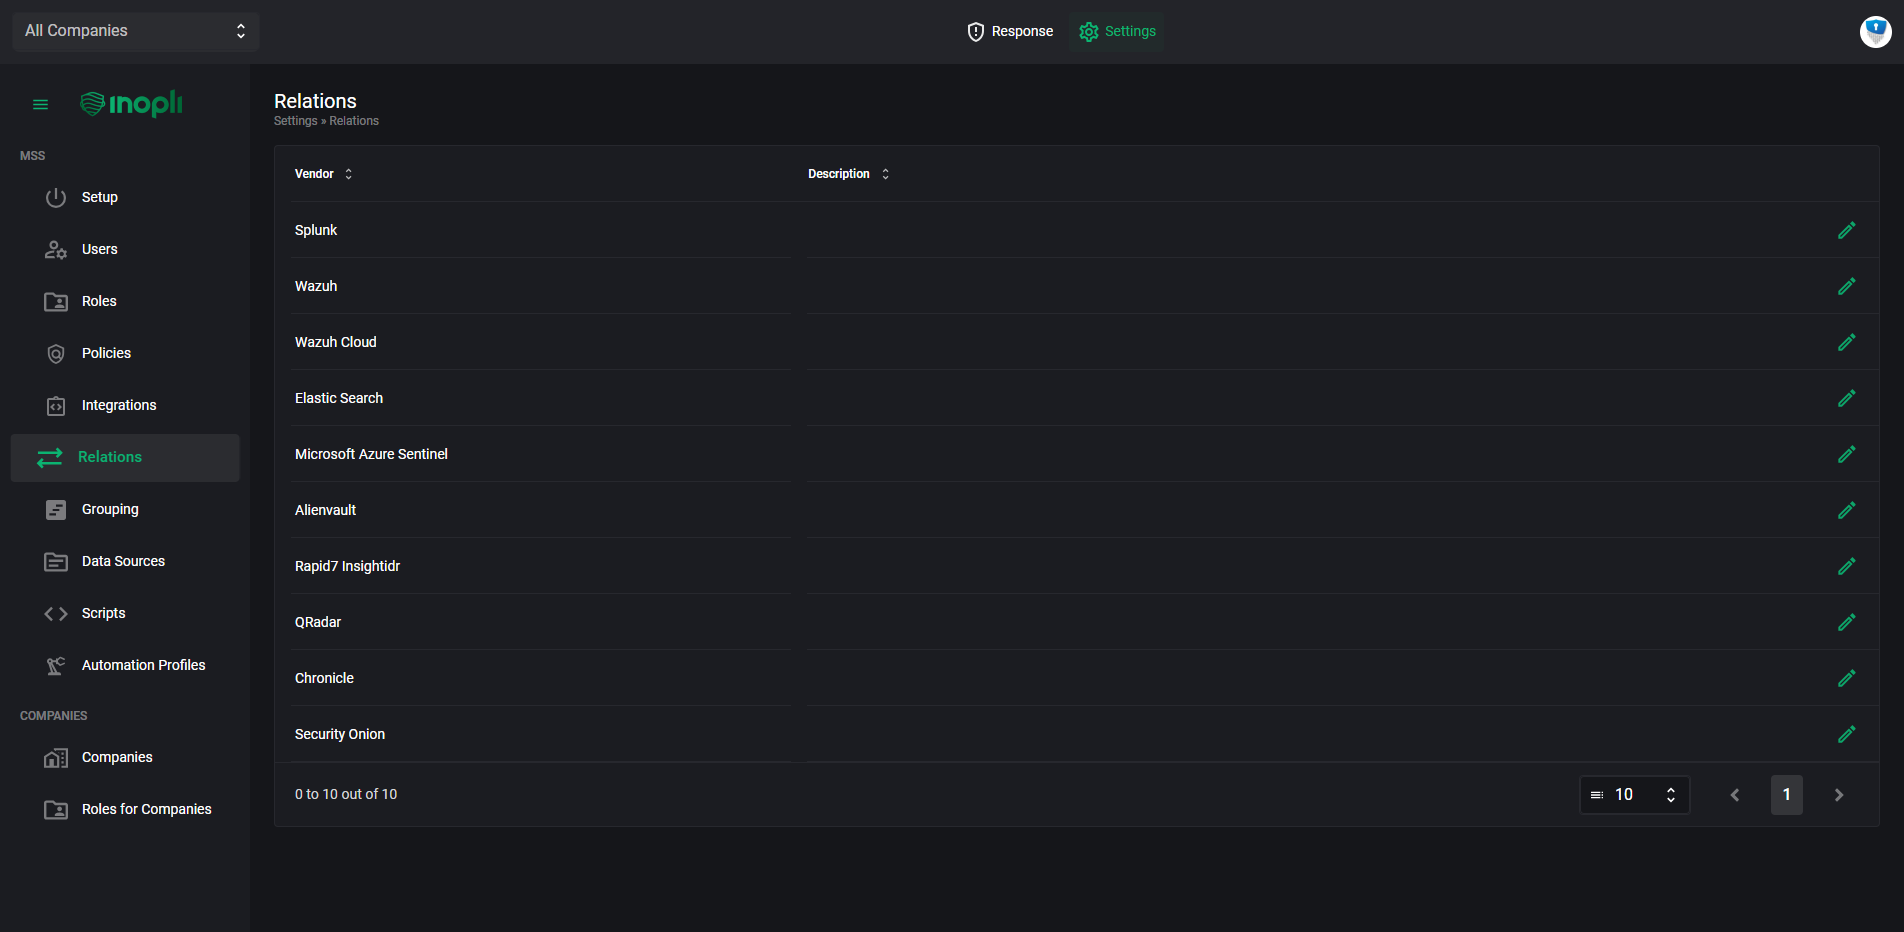 All Companies
Response
Settings
inopli
MSS
Setup
Users
Roles
Policies
Integrations
Relations
Grouping
Data Sources
Scripts
Automation Profiles
COMPANIES
Companies
Roles for Companies
Relations
Settings » Relations
Vendor Description
Splunk
Wazuh
Wazuh Cloud
Elastic Search
Microsoft Azure Sentinel
Alienvault
Rapid7 Insightidr
QRadar
Chronicle
Security Onion
0 to 10 out of 10
10
1